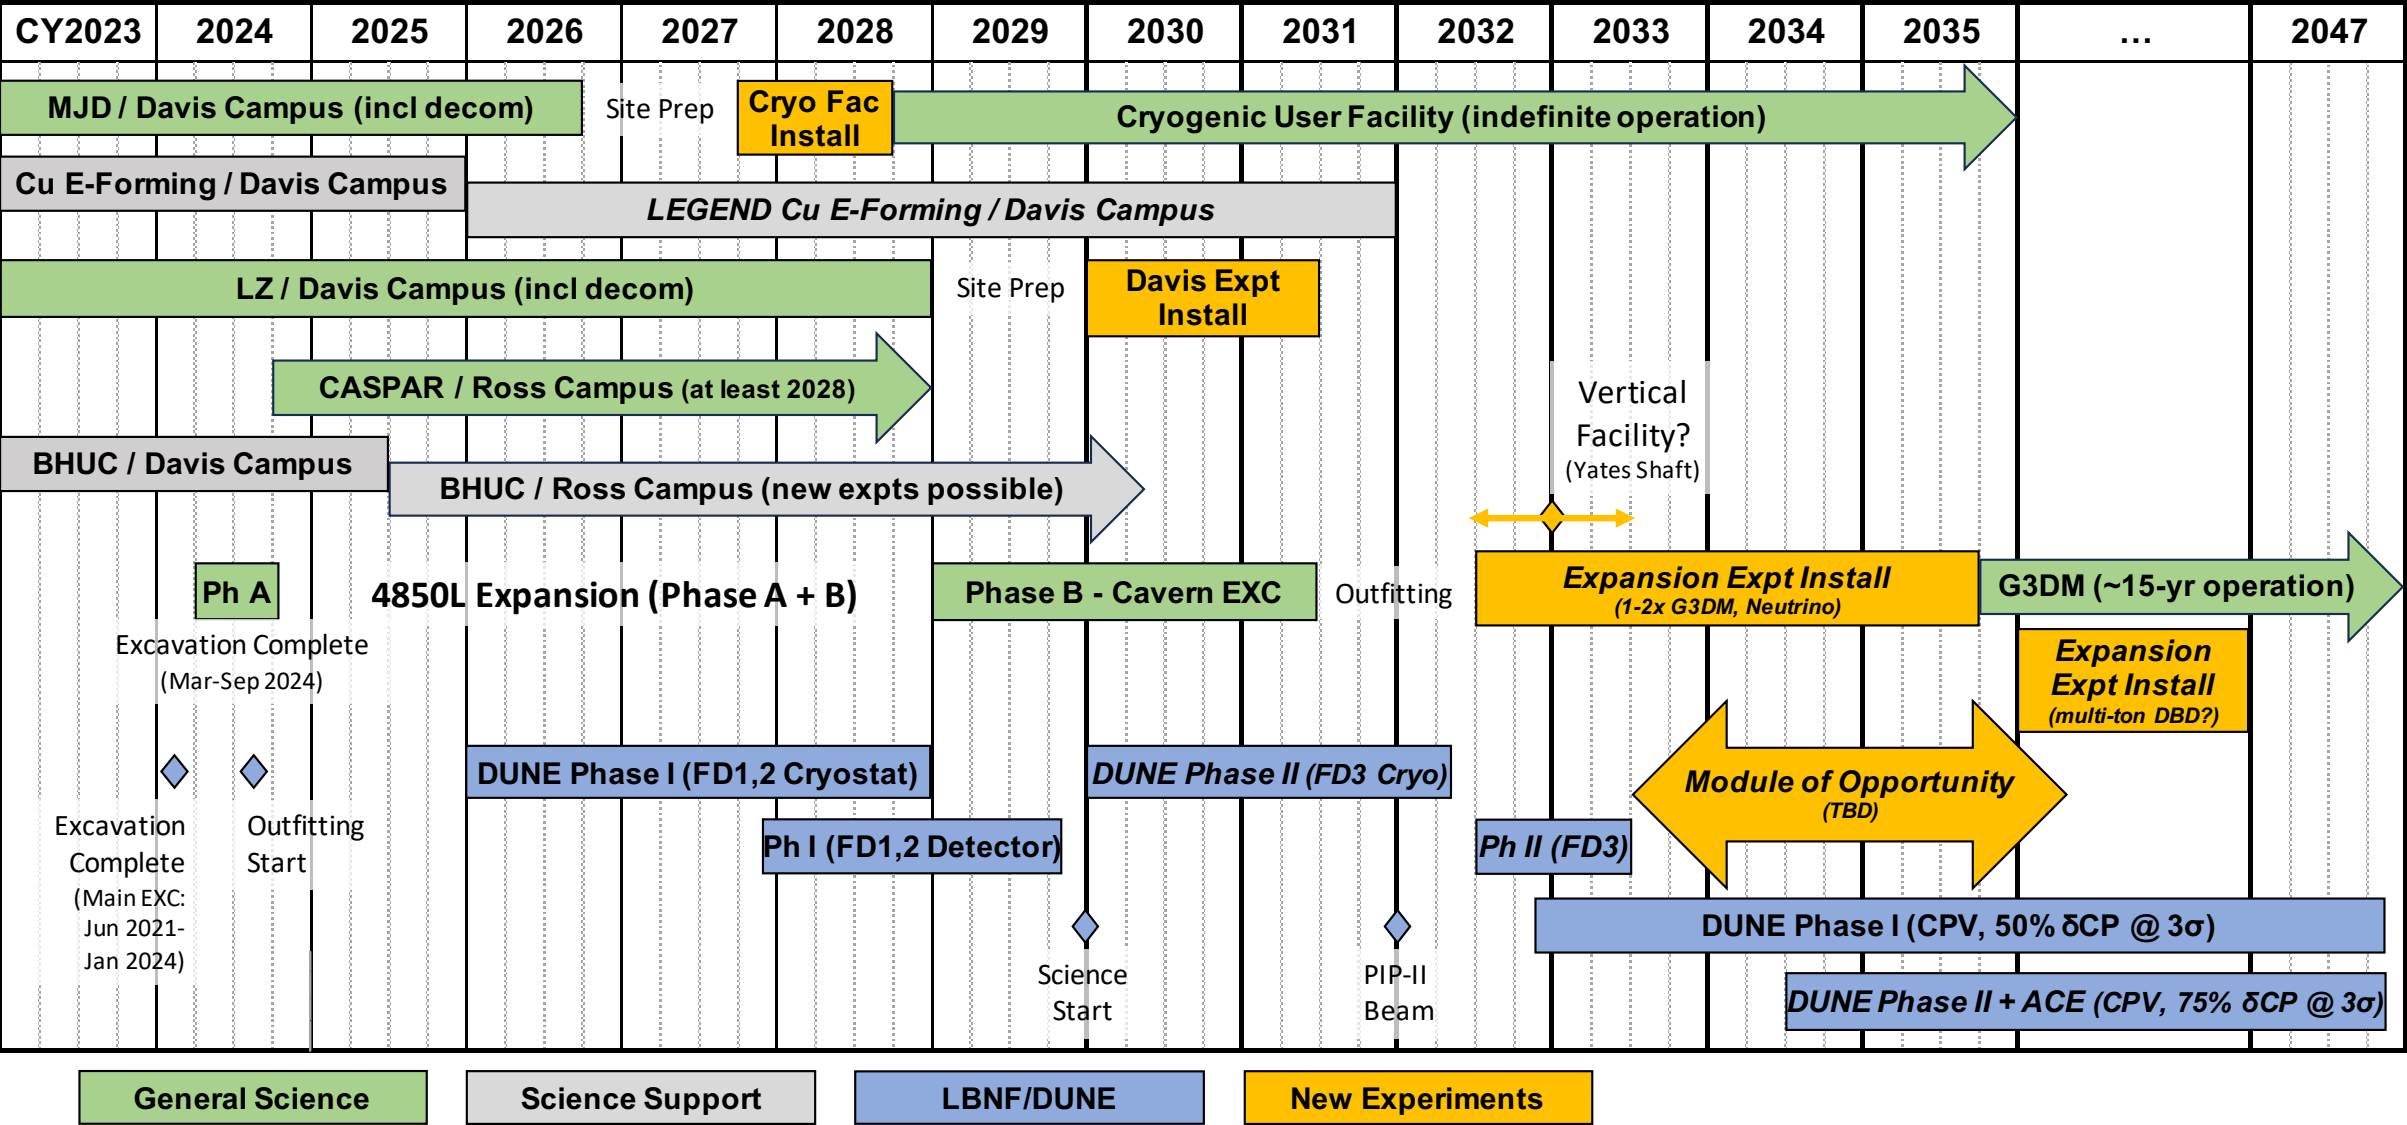 CY2023 2024 2025 2026 2027 2028 2029 2030 2031 2032 2033 2034 2035 ... 2047
MJD / Davis Campus (incl decom)
Site Prep
Cryo Fac
Install
Cryogenic User Facility (indefinite operation)
Cu E-Forming / Davis Campus
LEGEND Cu E-Forming / Davis Campus
LZ / Davis Campus (incl decom)
Site Prep
Davis Expt
Install
CASPAR / Ross Campus (at least 2028)
Vertical
Facility?
(Yates Shaft)
BHUC / Davis Campus
BHUC / Ross Campus (new expts possible)
Ph A
4850L Expansion (Phase A + B)
Phase B - Cavern EXC
Outfitting
Expansion Expt Install
(1-2x G3DM, Neutrino)
G3DM (~15-yr operation)
Excavation Complete
(Mar-Sep 2024)
Expansion
Expt Install
(multi-ton DBD?)
DUNE Phase I (FD1,2 Cryostat)
DUNE Phase II (FD3 Cryo)
Module of Opportunity
(TBD)
Excavation
Complete
(Main EXC:
Jun 2021-
Jan 2024)
Outfitting
Start
Ph I (FD1,2 Detector)
Ph II (FD3)
DUNE Phase I (CPV, 50% δCP @ 3σ)
Science
Start
PIP-II
Beam
DUNE Phase II + ACE (CPV, 75% δCP @ 3σ)
General Science
Science Support
LBNF/DUNE
New Experiments